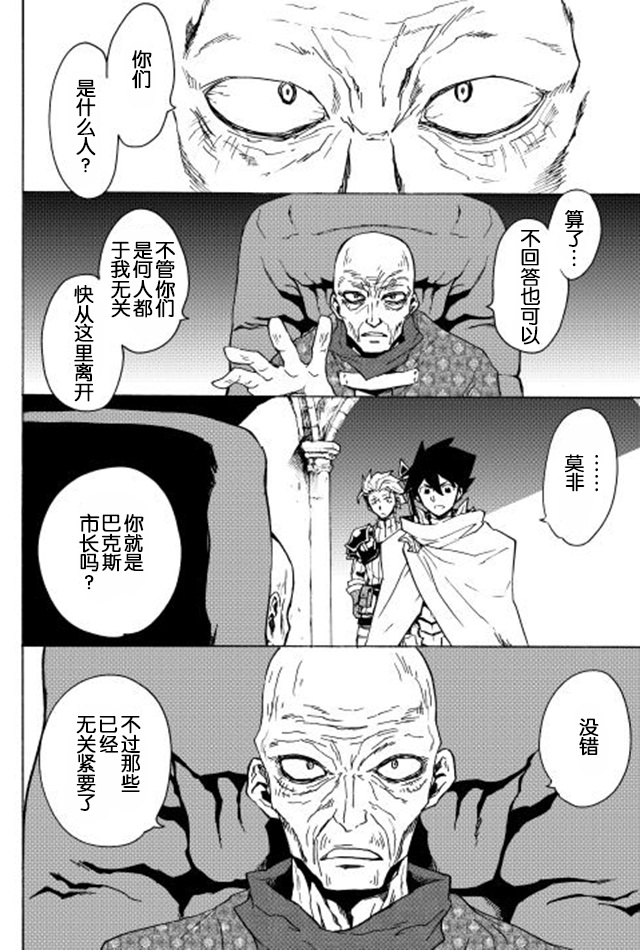 你们
是什么人？
算了…
不回答也可以
不管你们
是何人都
于我无关
快从这里离开
……
莫非
你就是
巴克斯
市长吗？
没错
不过那些
已经
无关紧要了